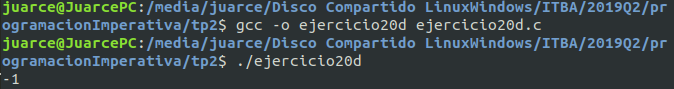 juarce@JuarcePC:/media/juarce/Disco Compartido LinuxWindows/ITBA/2019Q2/pr
ogramacionImperativa/tp2$ gcc -o ejercicio20d ejercicio20d.c
juarce@JuarcePC:/media/juarce/Disco Compartido LinuxWindows/ITBA/2019Q2/pr
ogramacionImperativa/tp2$ ./ejercicio20d
-1